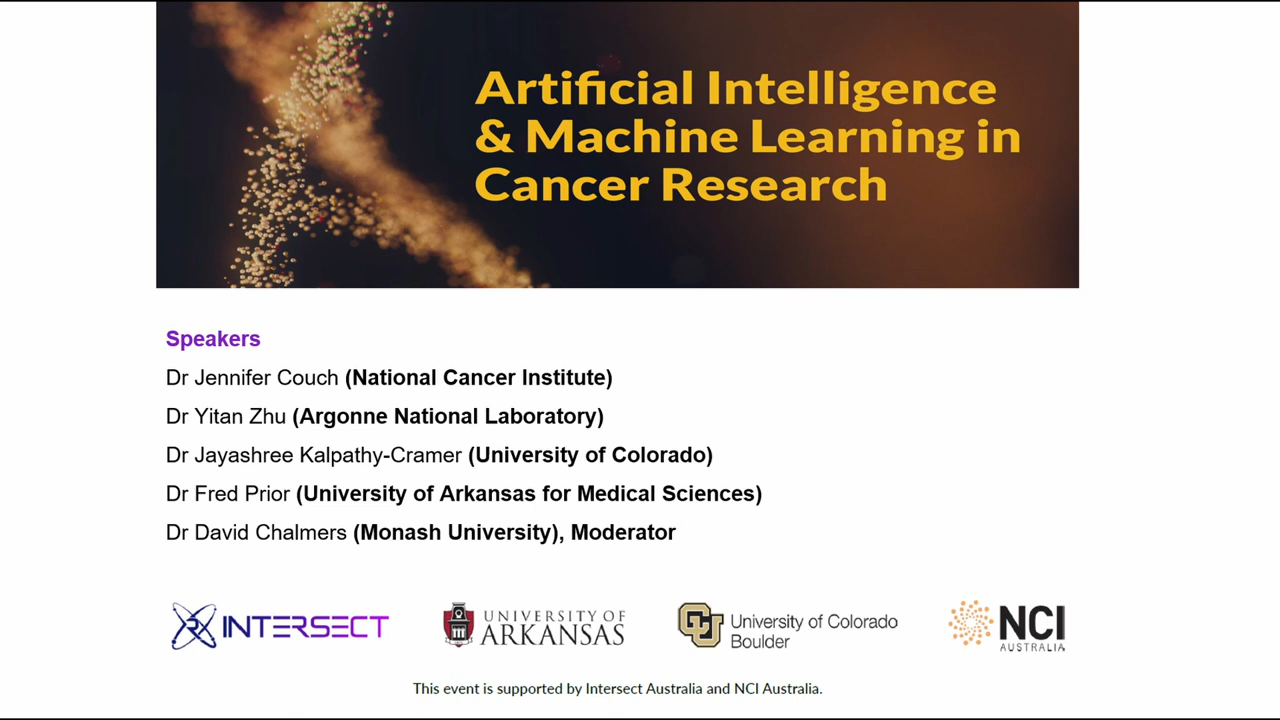 Artificial Intelligence
& Machine Learning in
Cancer Research
Speakers
Dr Jennifer Couch (National Cancer Institute)
Dr Yitan Zhu (Argonne National Laboratory)
Dr Jayashree Kalpathy-Cramer (University of Colorado)
Dr Fred Prior (University of Arkansas for Medical Sciences)
Dr David Chalmers (Monash University), Moderator
INTERSECT
UNIVERSITY OF
ARKANSAS
University of Colorado
Boulder
NCI
AUSTRALIA
This event is supported by Intersect Australia and NCI Australia.